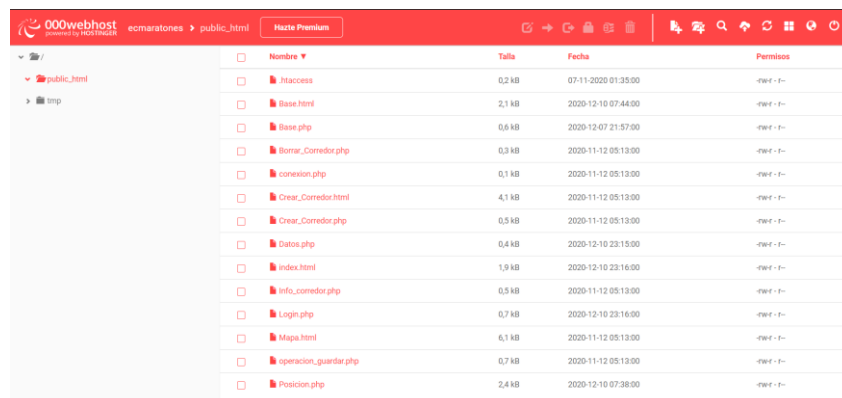 000webhost
powered by HOSTINGER
ecmaratones > public_html
Hazte Premium
/
public_html
tmp
Nombre ▼ Talla Fecha Permisos
.htaccess 0,2 kB 07-11-2020 01:35:00 -rw-r - r--
Base.html 2,1 kB 2020-12-10 07:44:00 -rw-r - r--
Base.php 0,6 kB 2020-12-07 21:57:00 -rw-r - r--
Borrar_Corredor.php 0,3 kB 2020-11-12 05:13:00 -rw-r - r--
conexion.php 0,1 kB 2020-11-12 05:13:00 -rw-r - r--
Crear_Corredor.html 4,1 kB 2020-11-12 05:13:00 -rw-r - r--
Crear_Corredor.php 0,5 kB 2020-11-12 05:13:00 -rw-r - r--
Datos.php 0,4 kB 2020-12-10 23:15:00 -rw-r - r--
index.html 1,9 kB 2020-12-10 23:16:00 -rw-r - r--
Info_corredor.php 0,5 kB 2020-11-12 05:13:00 -rw-r - r--
Login.php 0,7 kB 2020-12-10 23:16:00 -rw-r - r--
Mapa.html 6,1 kB 2020-11-12 05:13:00 -rw-r - r--
operacion_guardar.php 0,7 kB 2020-11-12 05:13:00 -rw-r - r--
Posicion.php 2,4 kB 2020-12-10 07:38:00 -rw-r - r--